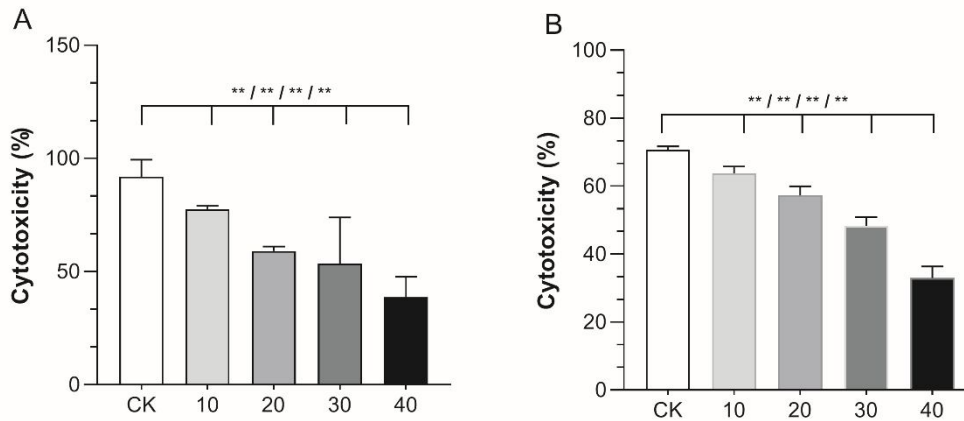 A
Cytotoxicity (%)
150
100
50
0
** / ** / ** / **
CK 10 20 30 40
B
Cytotoxicity (%)
100
80
60
40
20
0
** / ** / ** / **
CK 10 20 30 40